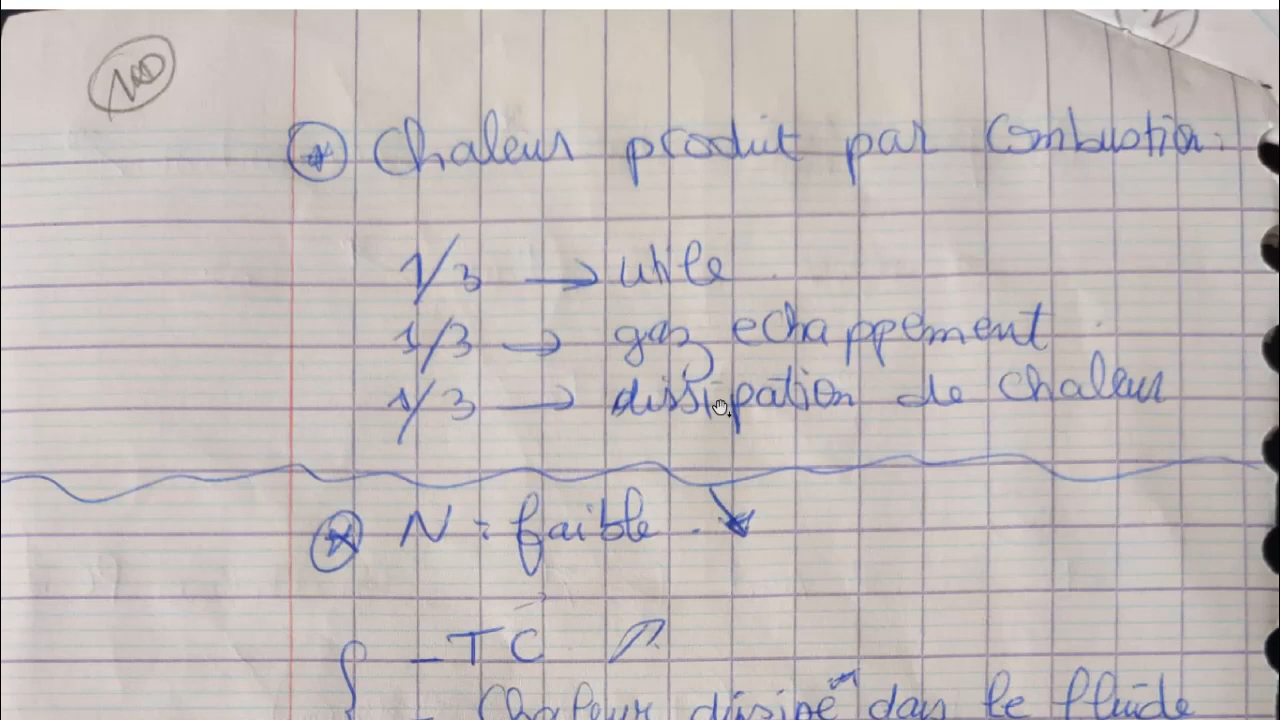 100
* Chaleur produit par Combustion.
1/3 → utile
1/3 → gaz echappement
1/3 → dissipation de chaleur
* N = faible.
- TC
- Chaleur dissipé dans le fluide